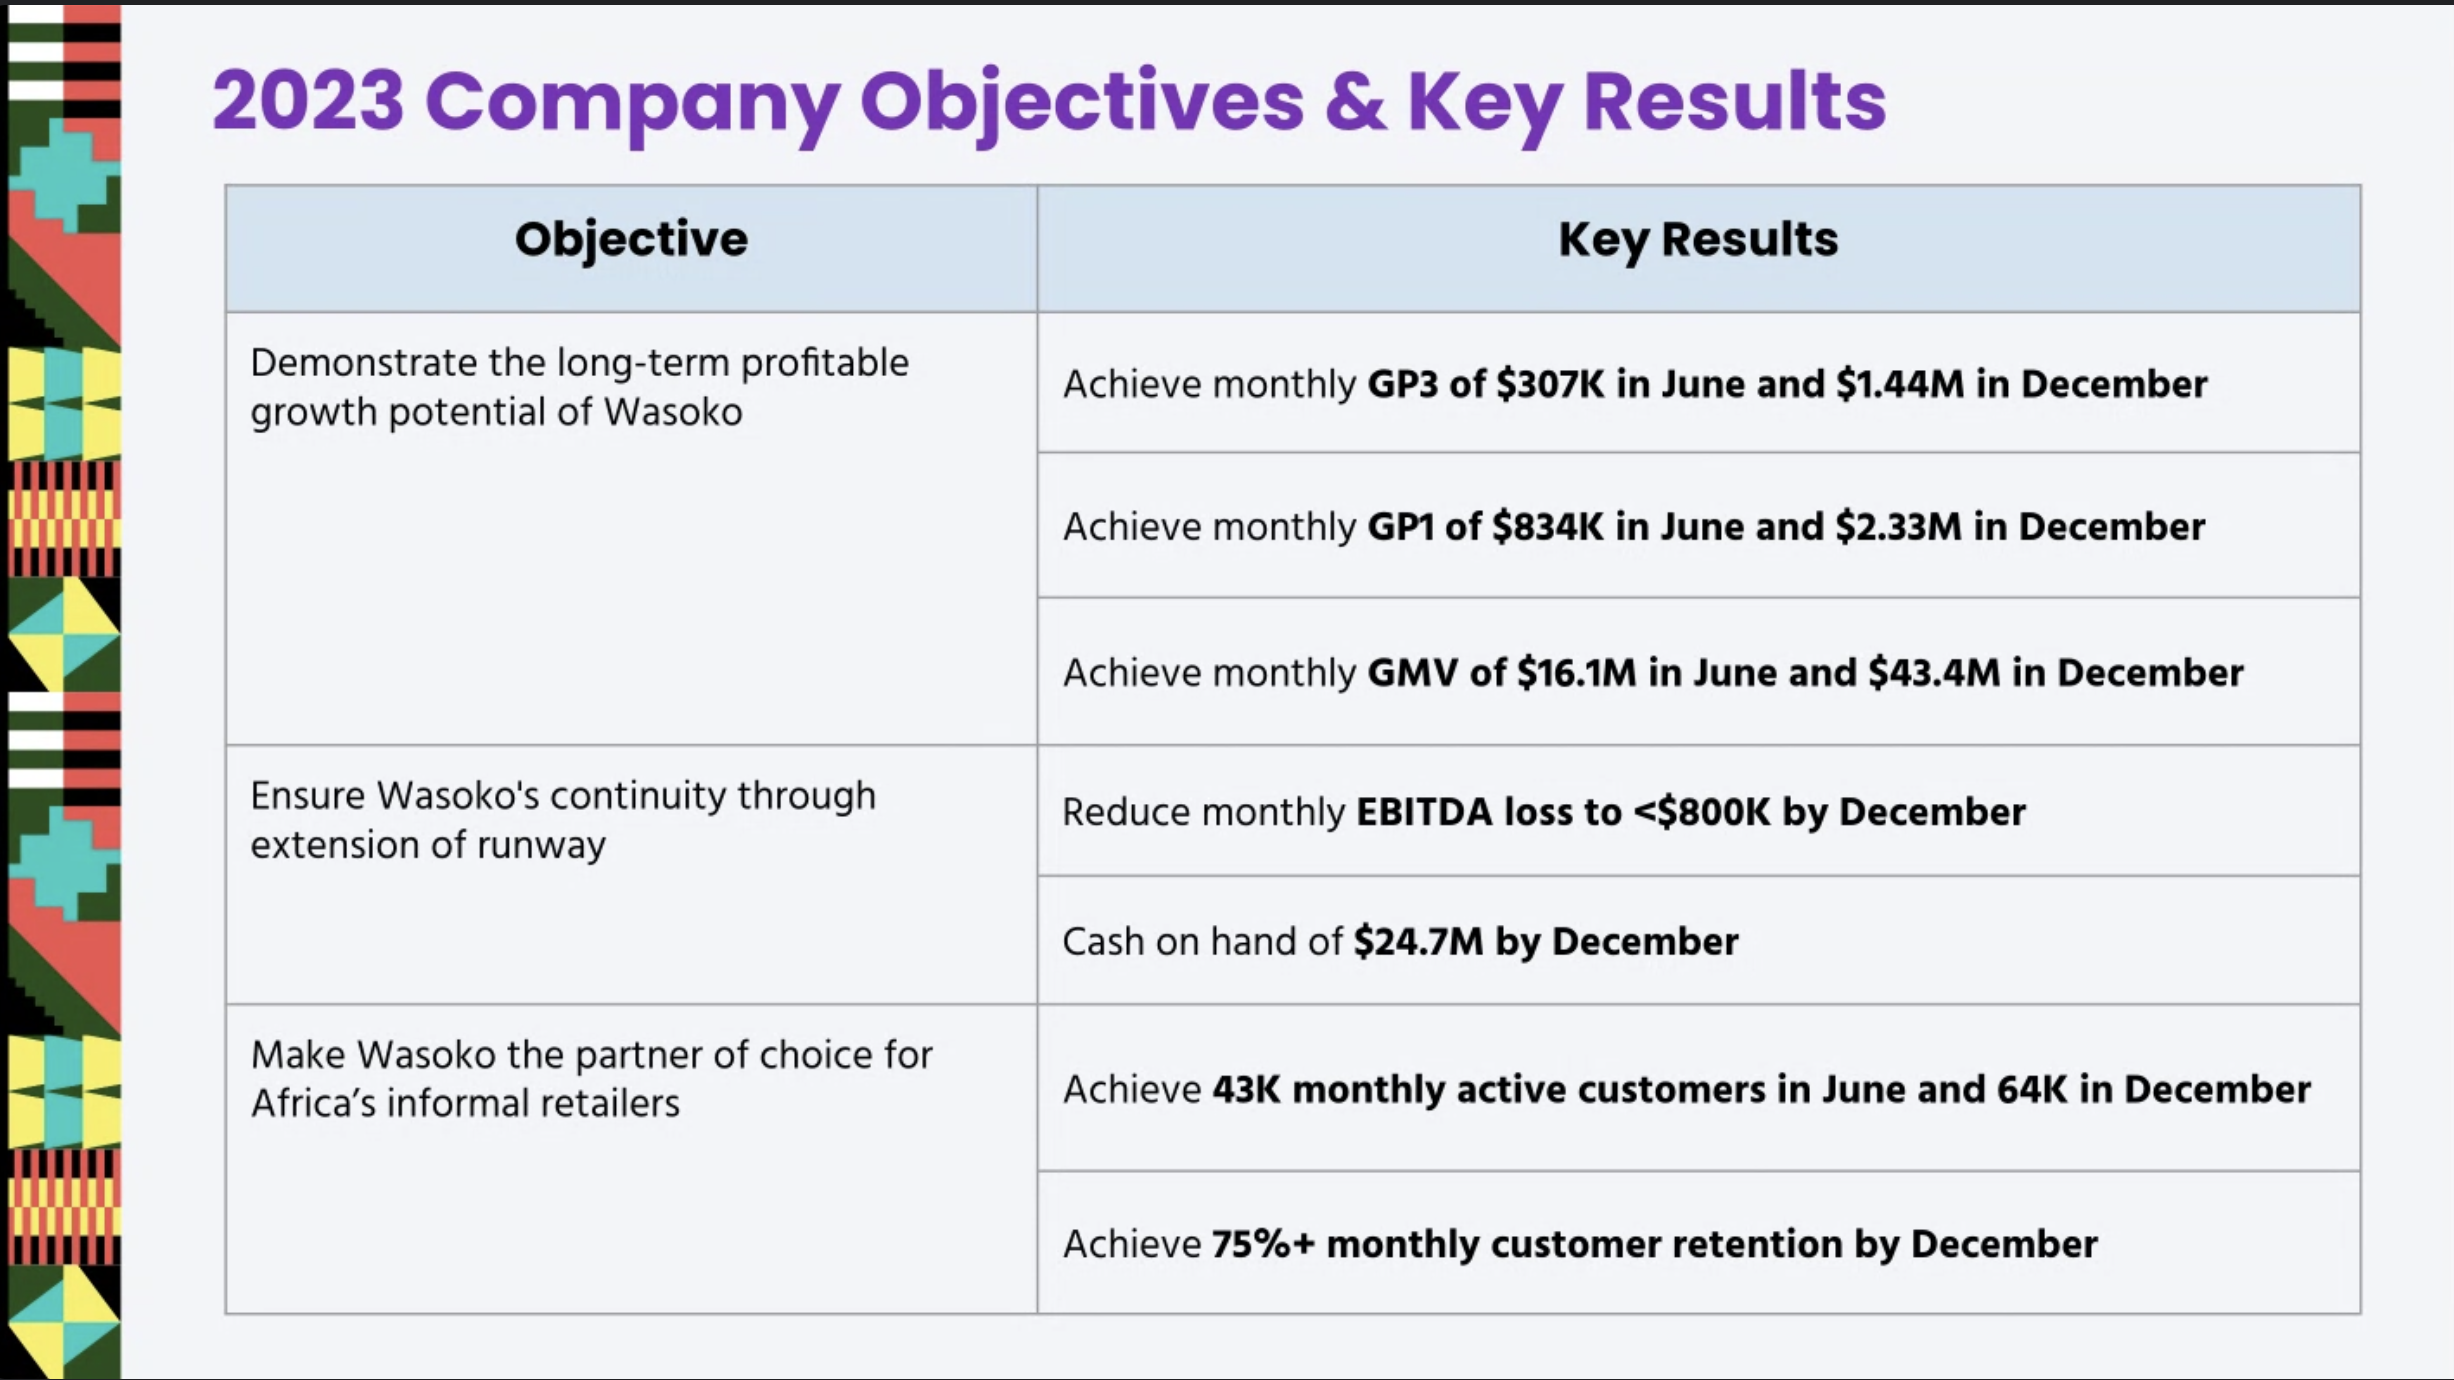 2023 Company Objectives & Key Results
Objective
Key Results
Demonstrate the long-term profitable
growth potential of Wasoko
Achieve monthly GP3 of $307K in June and $1.44M in December
Achieve monthly GP1 of $834K in June and $2.33M in December
Achieve monthly GMV of $16.1M in June and $43.4M in December
Ensure Wasoko's continuity through
extension of runway
Reduce monthly EBITDA loss to <$800K by December
Cash on hand of $24.7M by December
Make Wasoko the partner of choice for
Africa’s informal retailers
Achieve 43K monthly active customers in June and 64K in December
Achieve 75%+ monthly customer retention by December